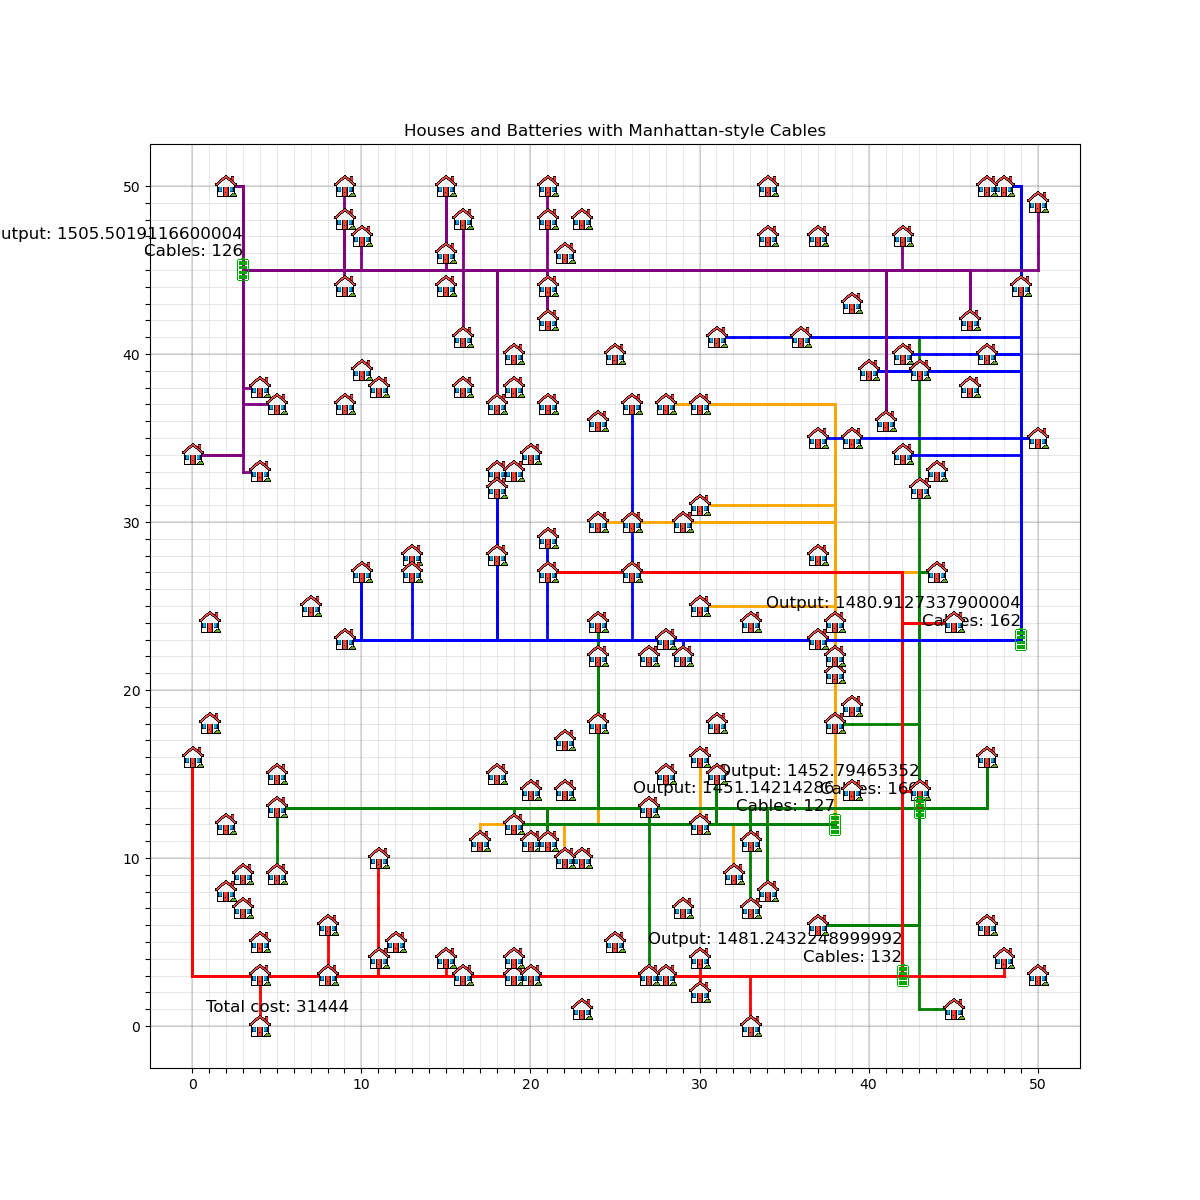 Houses and Batteries with Manhattan-style Cables
50
utput: 1505.5019116600004
Cables: 126
40
30
Output: 1480.9127337900004
Cables: 162
20
Output: 1452.79465352
Output: 1451.14214286
Cables: 127
10
Output: 1481.2432248999992
Cables: 132
Total cost: 31444
0
0 10 20 30 40 50